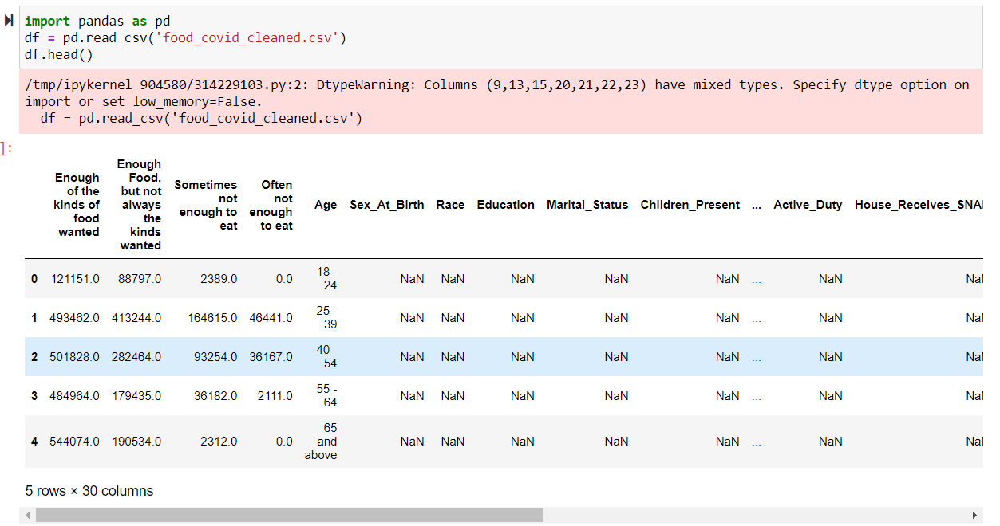 import pandas as pd
df = pd.read_csv('food_covid_cleaned.csv')
df.head()
/tmp/ipykernel_904580/314229103.py:2: DtypeWarning: Columns (9,13,15,20,21,22,23) have mixed types. Specify dtype option on
import or set low_memory=False.
df = pd.read_csv('food_covid_cleaned.csv')
]:
Enough of the kinds of food wanted Enough Food, but not always the kinds wanted Sometimes not enough to eat Often not enough to eat Age Sex_At_Birth Race Education Marital_Status Children_Present ... Active_Duty House_Receives_SNA
0 121151.0 88797.0 2389.0 0.0 18 - 24 NaN NaN NaN NaN NaN ... NaN Na
1 493462.0 413244.0 164615.0 46441.0 25 - 39 NaN NaN NaN NaN NaN ... NaN Na
2 501828.0 282464.0 93254.0 36167.0 40 - 54 NaN NaN NaN NaN NaN ... NaN Na
3 484964.0 179435.0 36182.0 2111.0 55 - 64 NaN NaN NaN NaN NaN ... NaN Na
4 544074.0 190534.0 2312.0 0.0 65 and above NaN NaN NaN NaN NaN ... NaN Na
5 rows × 30 columns